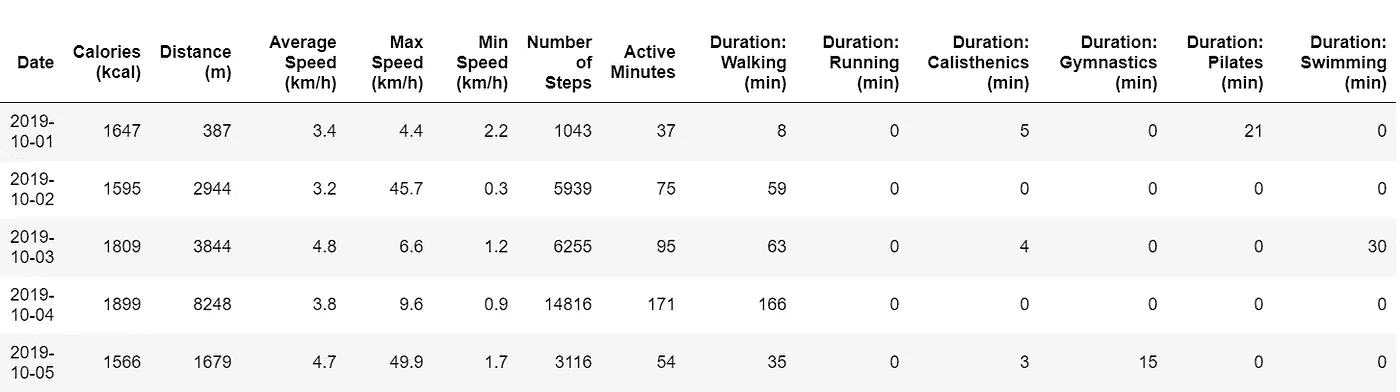 Date Calories (kcal) Distance (m) Average Speed (km/h) Max Speed (km/h) Min Speed (km/h) Number of Steps Active Minutes Duration: Walking (min) Duration: Running (min) Duration: Calisthenics (min) Duration: Gymnastics (min) Duration: Pilates (min) Duration: Swimming (min)
2019-10-01 1647 387 3.4 4.4 2.2 1043 37 8 0 5 0 21 0
2019-10-02 1595 2944 3.2 45.7 0.3 5939 75 59 0 0 0 0 0
2019-10-03 1809 3844 4.8 6.6 1.2 6255 95 63 0 4 0 0 30
2019-10-04 1899 8248 3.8 9.6 0.9 14816 171 166 0 0 0 0 0
2019-10-05 1566 1679 4.7 49.9 1.7 3116 54 35 0 3 15 0 0